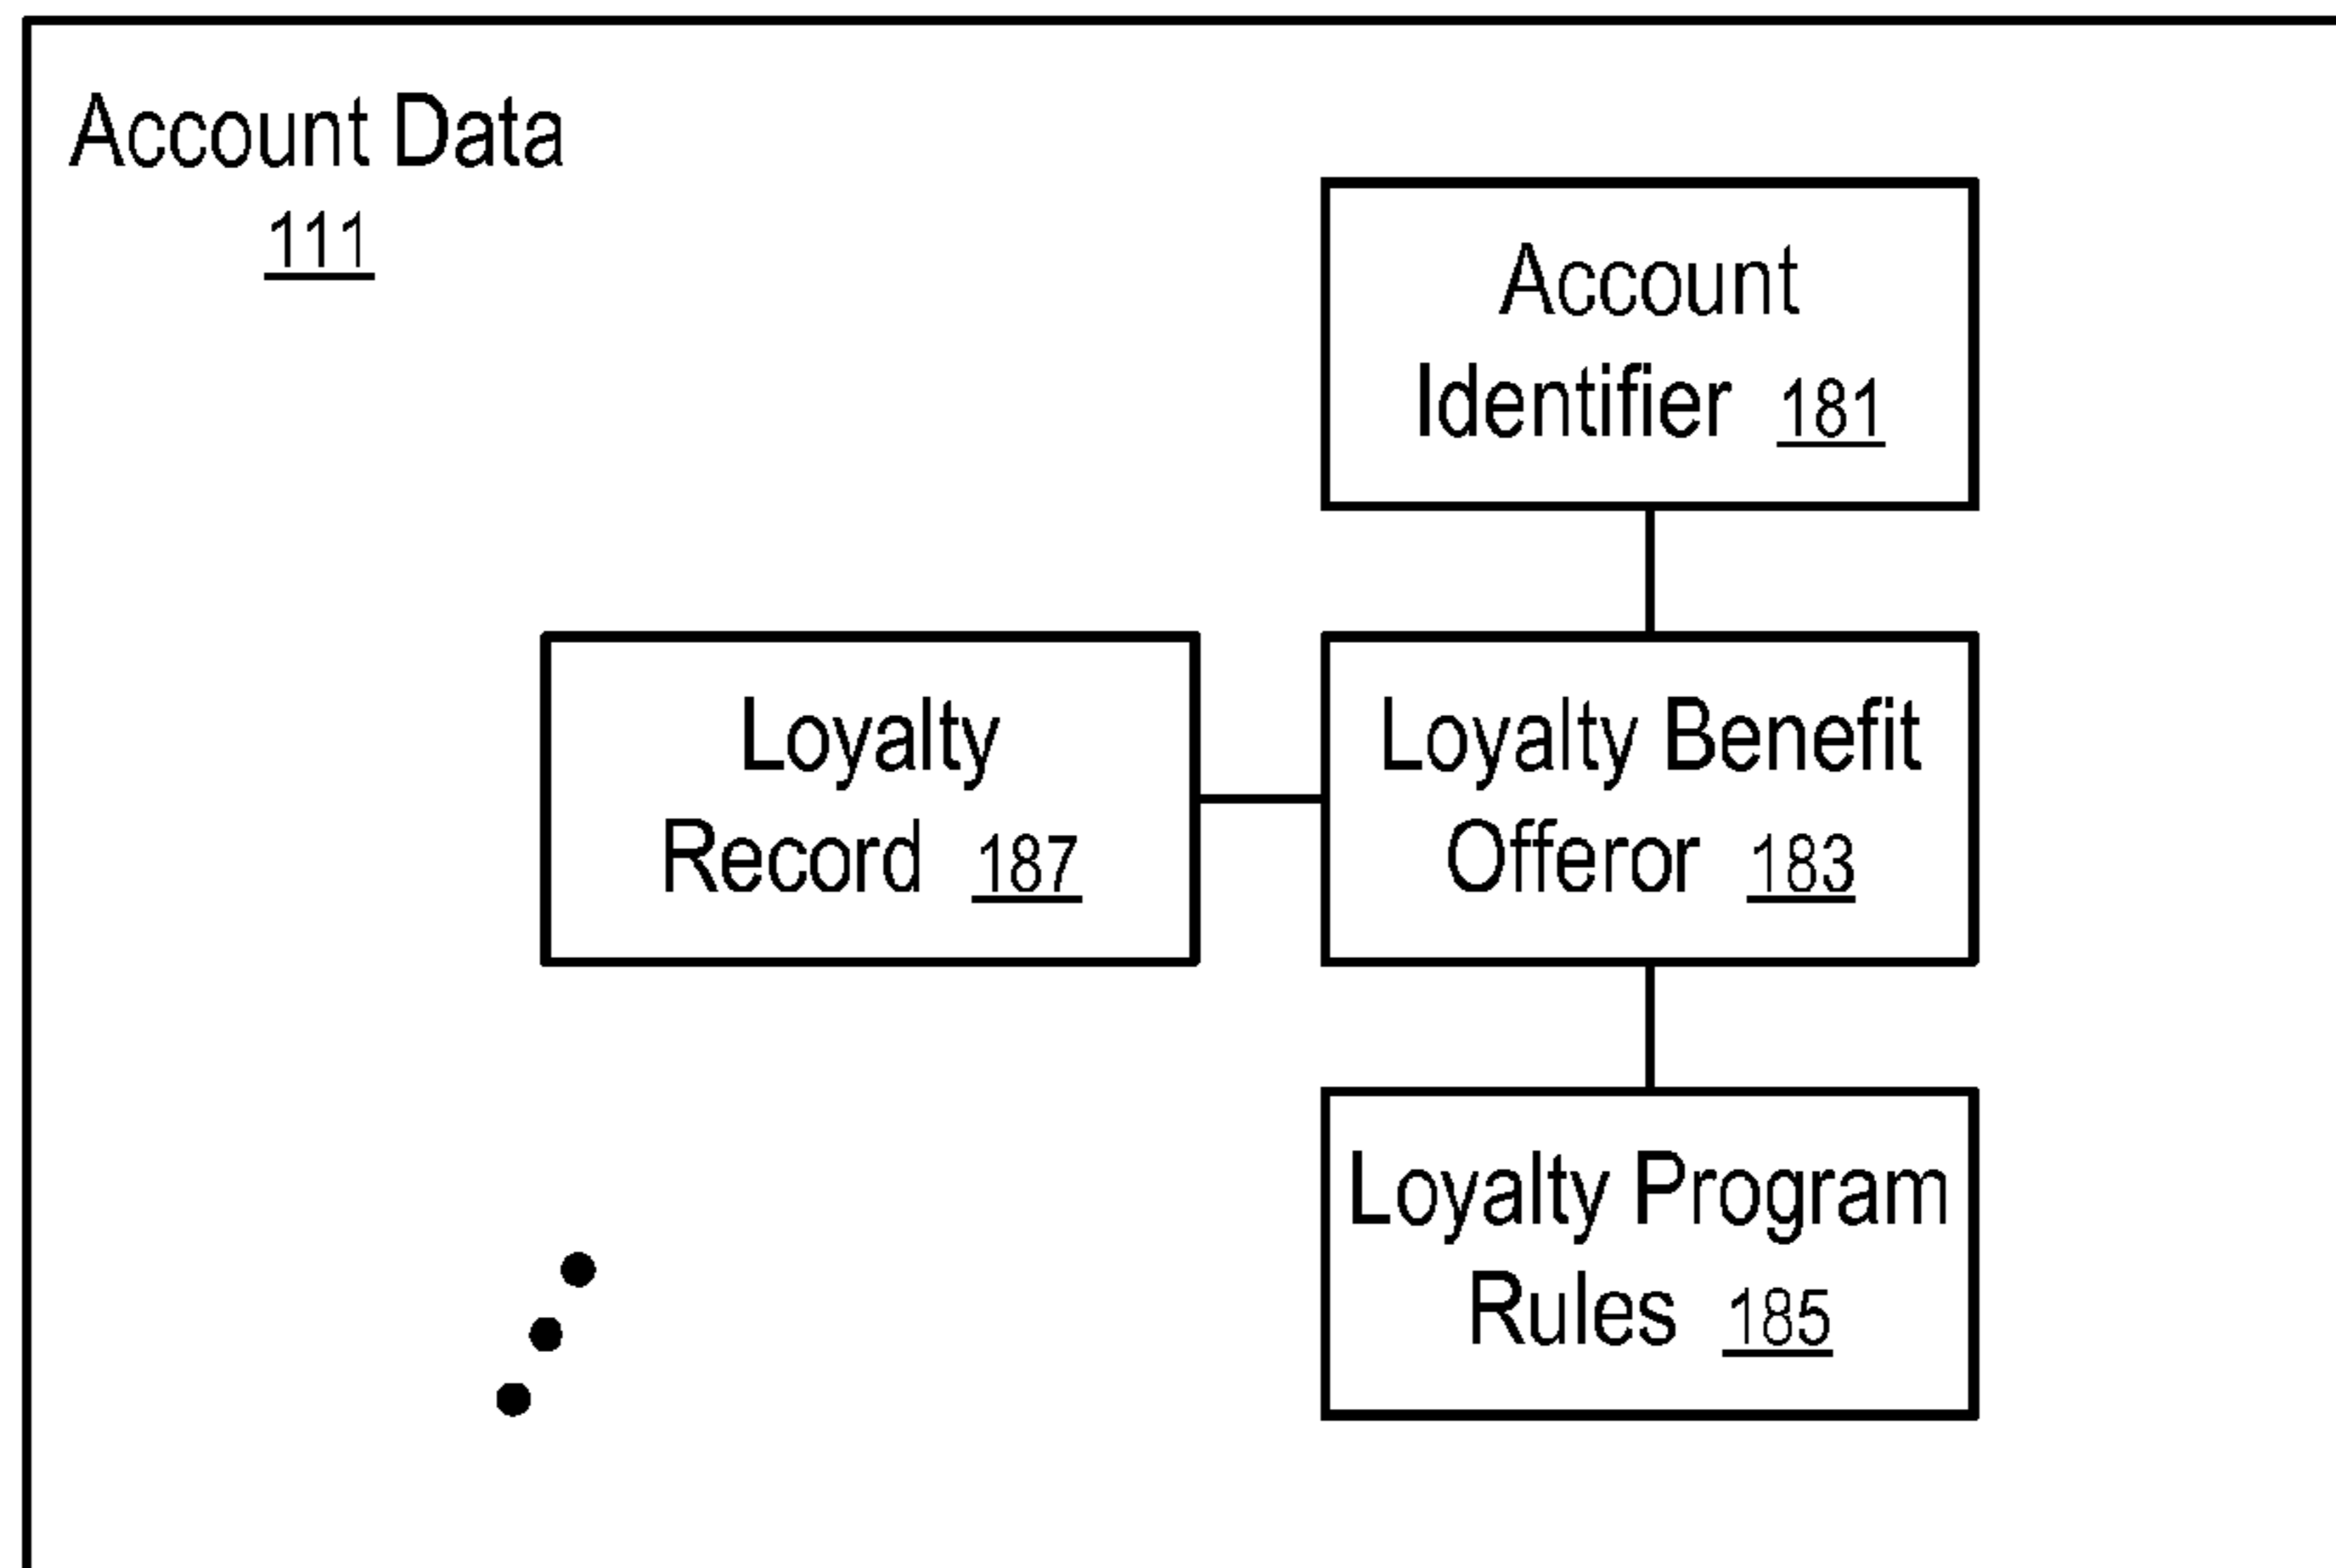 Account Data
111
Account
Identifier 181
Loyalty
Record 187
Loyalty Benefit
Offeror 183
Loyalty Program
Rules 185